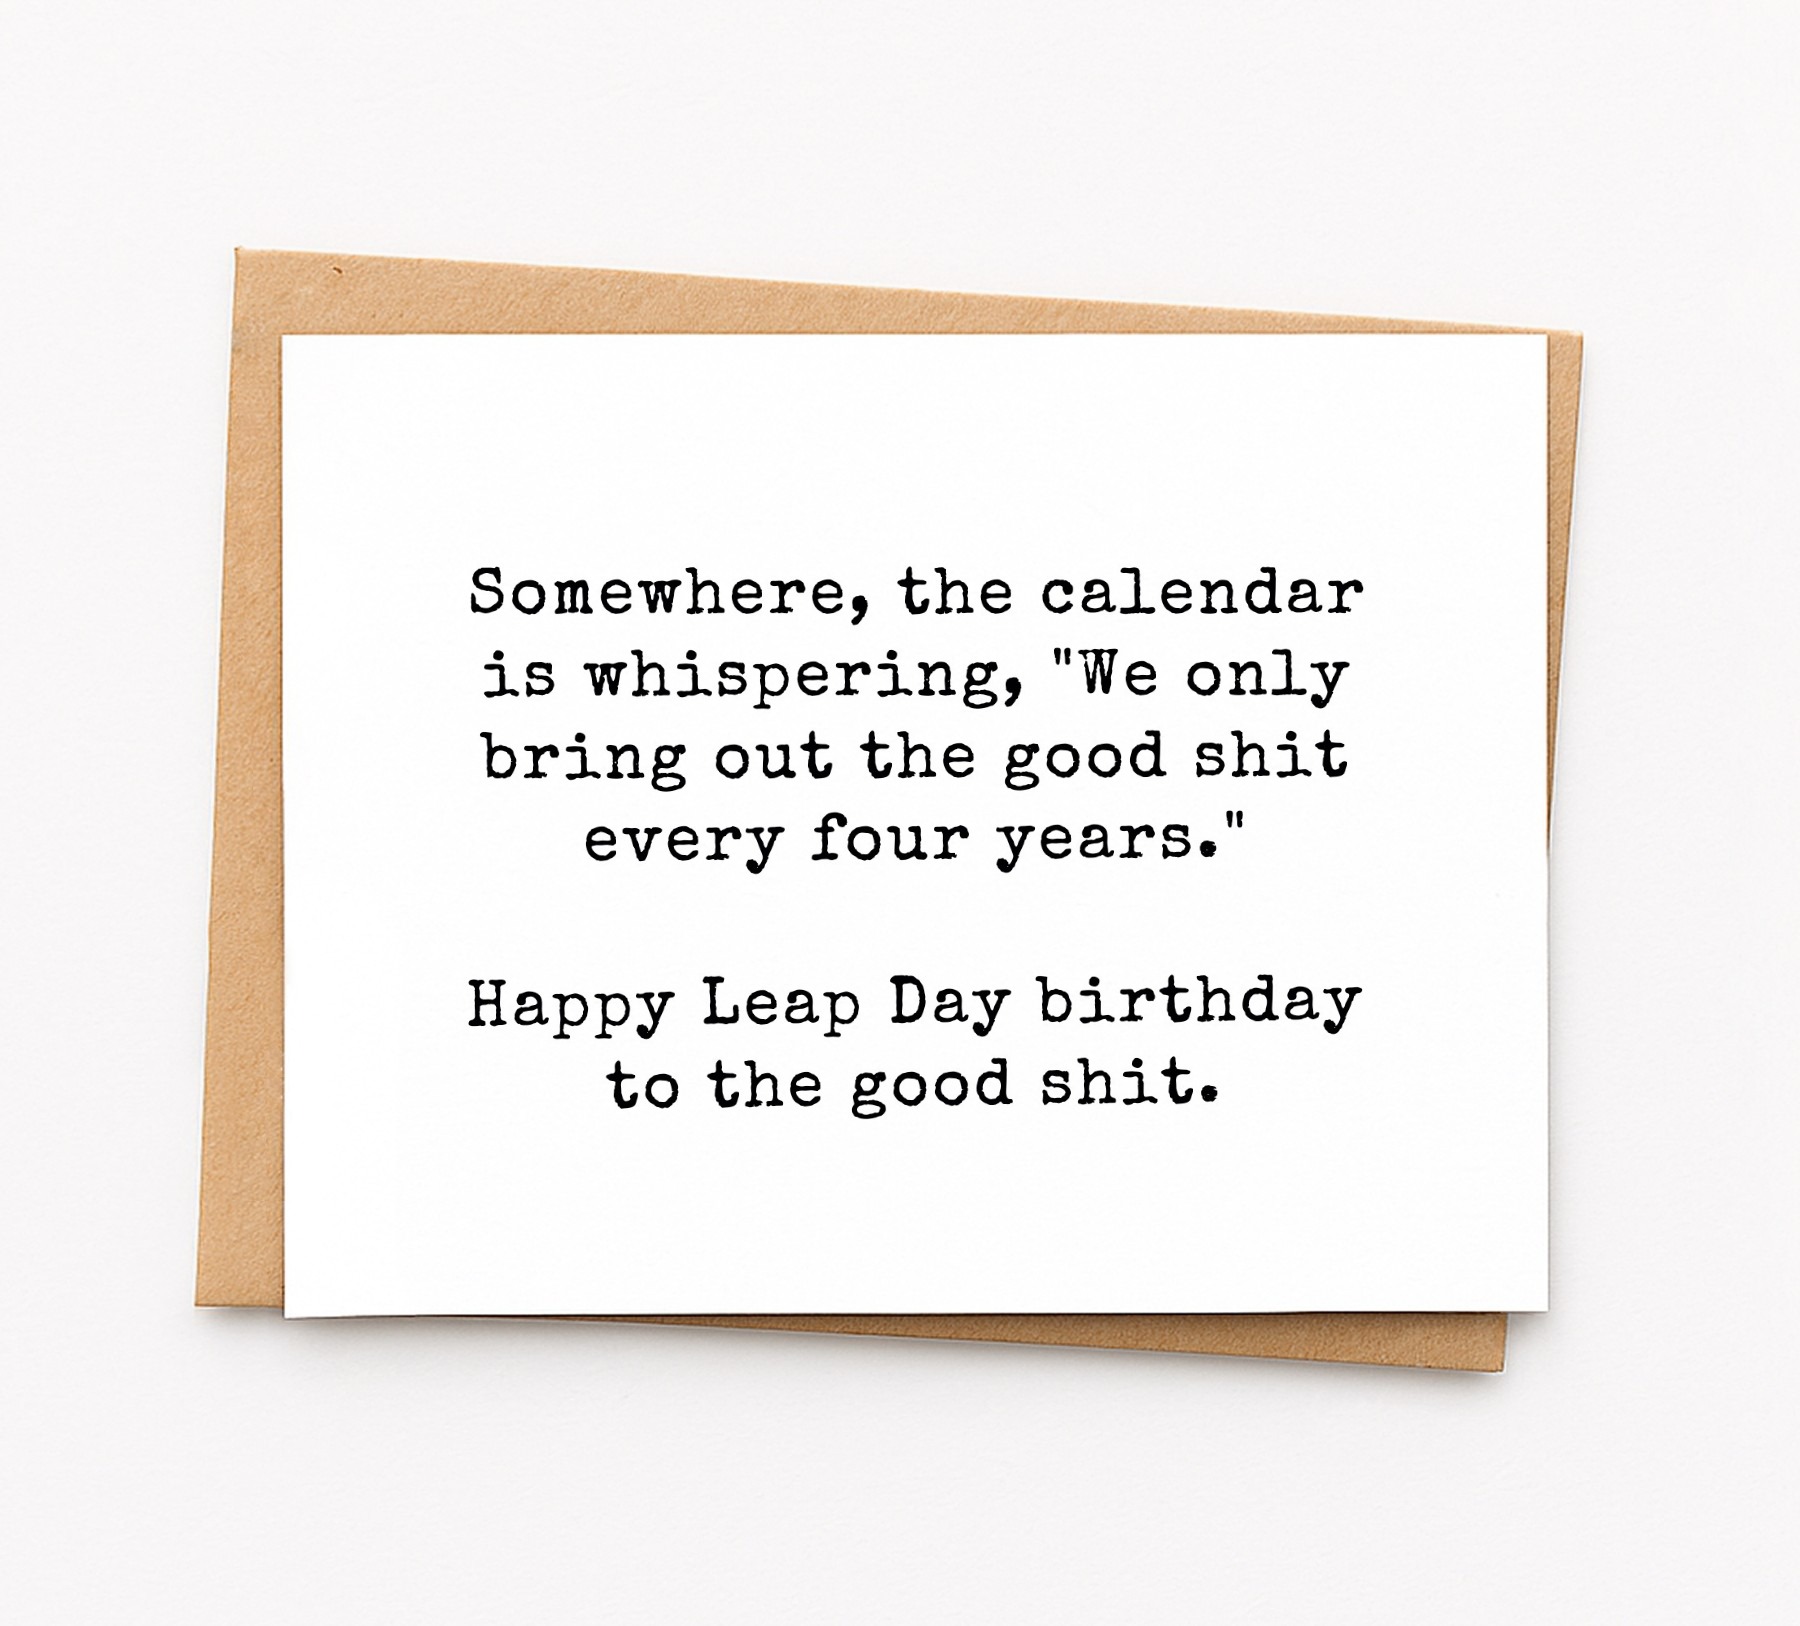 Somewhere, the calendar
is whispering, "We only
bring out the good shit
every four years."
Happy Leap Day birthday
to the good shit.